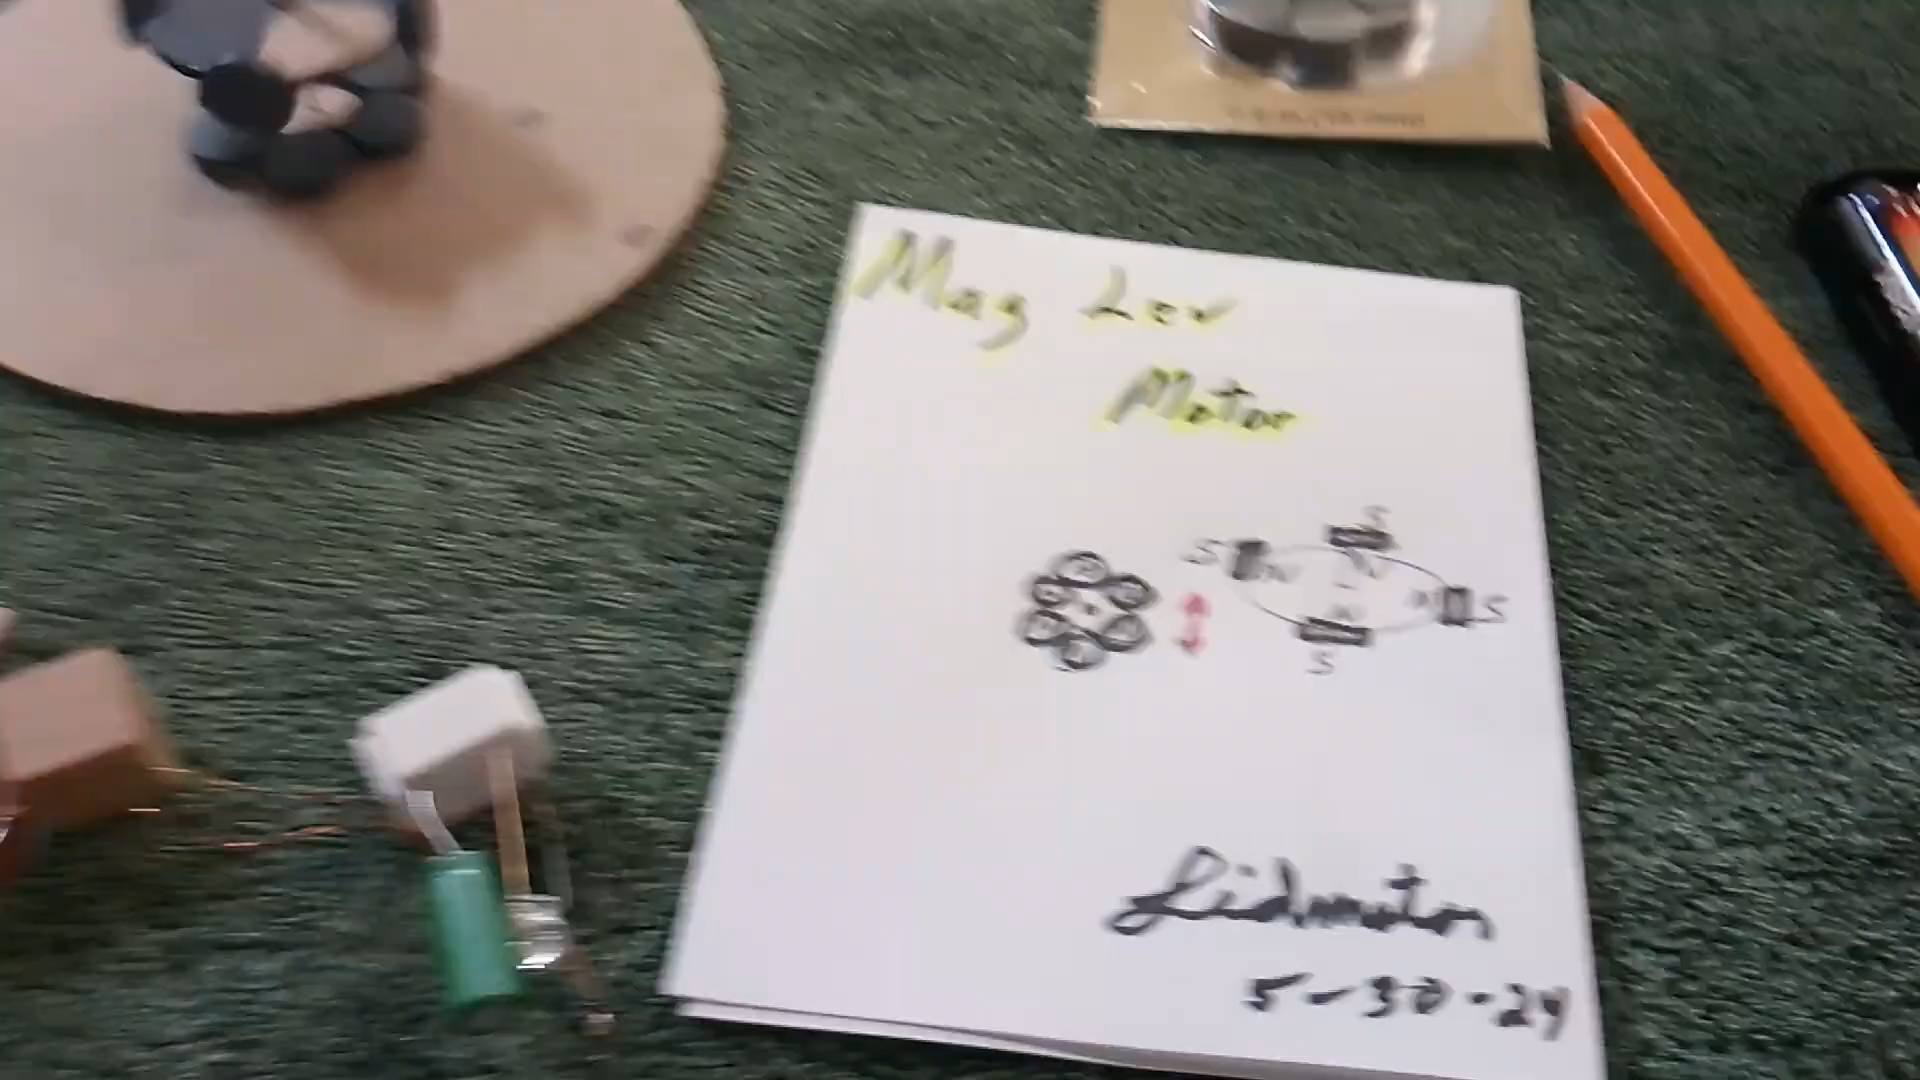 Mag Lev
Motor
S
S N
N
N S
N
S
Lidmotor
5-30-24